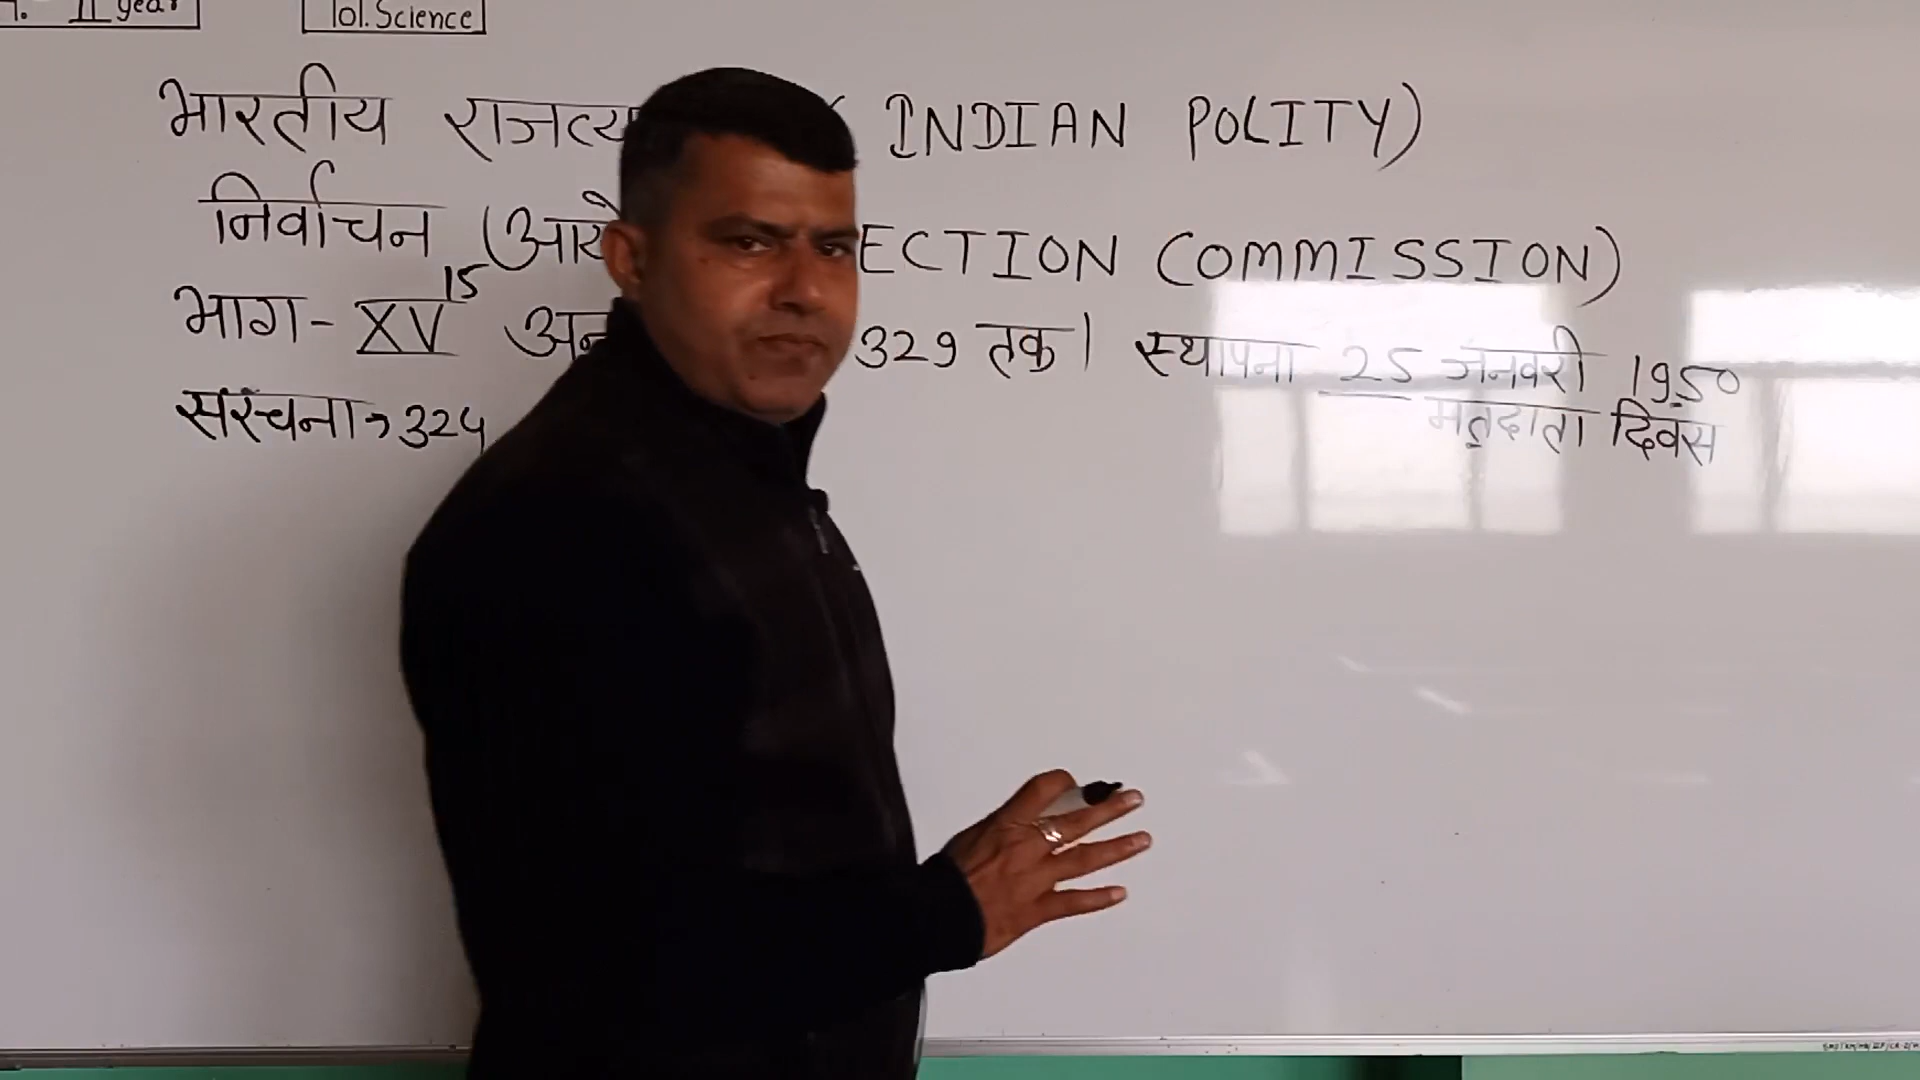 II year
Pol. Science
भारतीय राजव्य ( INDIAN POLITY)
निर्वाचन (आयो ECTION COMMISSION)
भाग- XV 15 अनु 329 तक। स्थापना 25 जनवरी 1950
मतदाता दिवस
संरचना→324